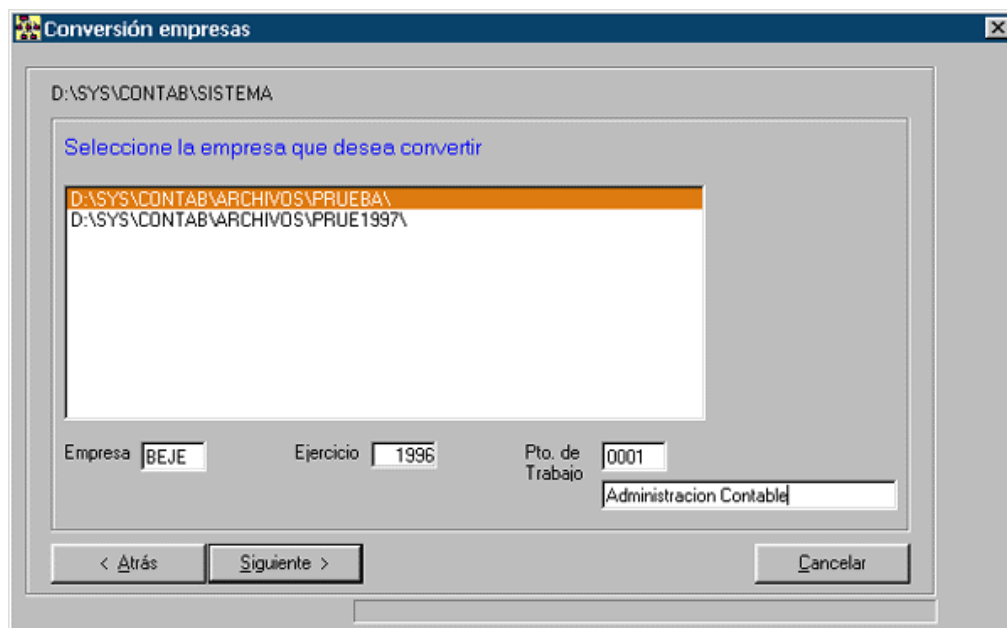 Conversión empresas
D:\SYS\CONTAB\SISTEMA
Seleccione la empresa que desea convertir
D:\SYS\CONTAB\ARCHIVOS\PRUEBA\
D:\SYS\CONTAB\ARCHIVOS\PRUE1997\
Empresa BEJE Ejercicio 1996 Pto. de Trabajo 0001
Administracion Contable
< Atrás Siguiente > Cancelar